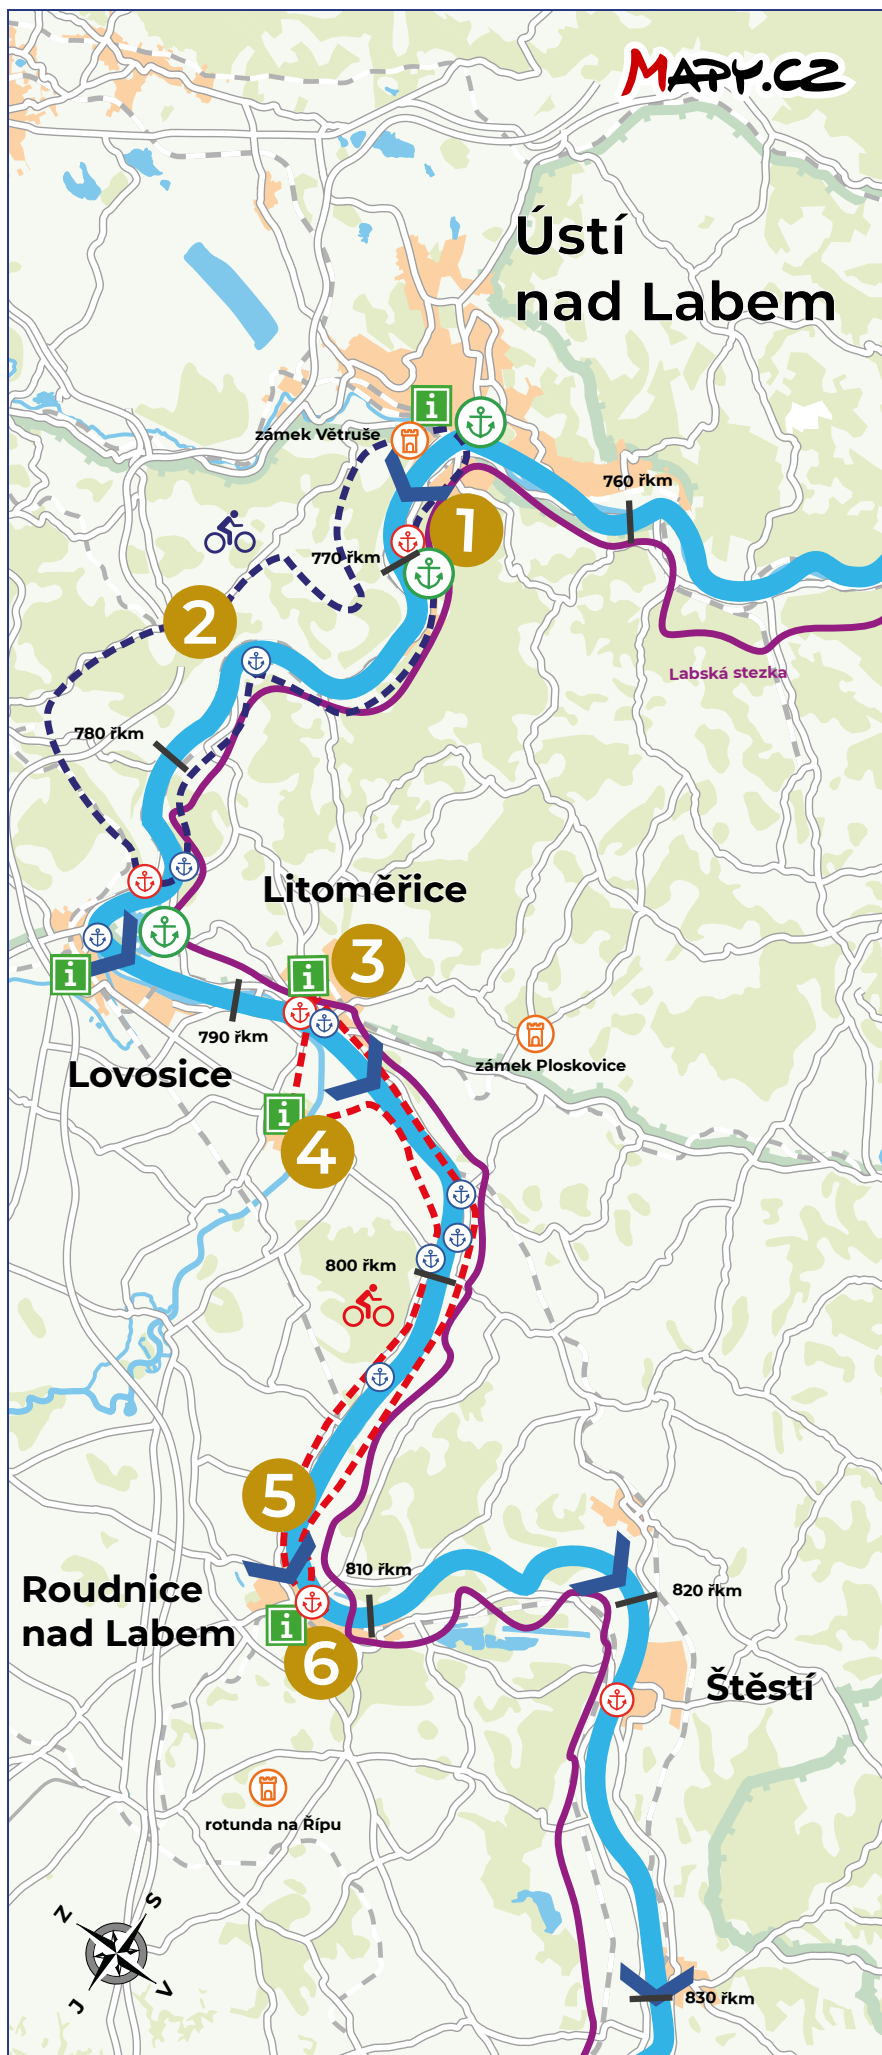 MAPY.CZ
Ústí
nad Labem
i
zámek Větruše
760 řkm
1
770 řkm
2
Labská stezka
780 řkm
Litoměřice
3
i
i
790 řkm
zámek Ploskovice
Lovosice
i
4
800 řkm
5
810 řkm
820 řkm
Roudnice
nad Labem
i
6
Štěstí
rotunda na Řípu
Z
S
J
V
830 řkm